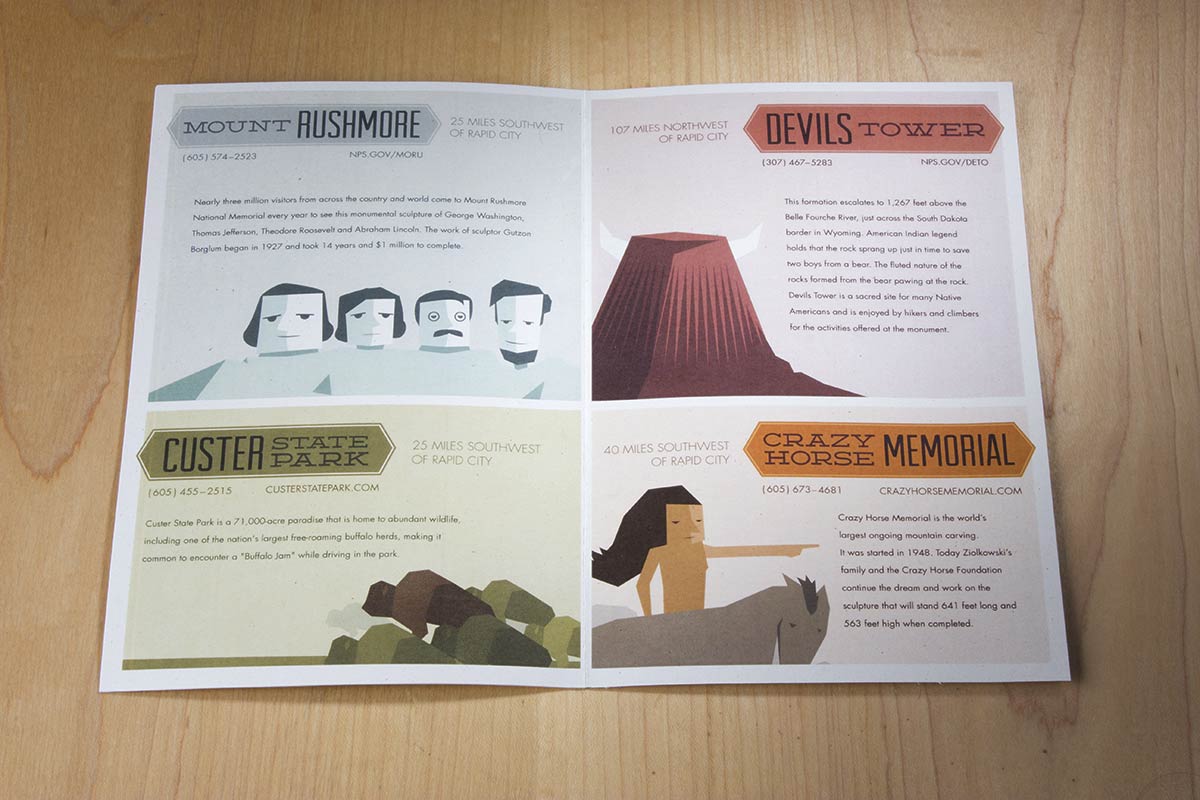 MOUNT RUSHMORE
25 MILES SOUTHWEST
OF RAPID CITY
(605) 574–2523 NPS.GOV/MORU
Nearly three million visitors from across the country and world come to Mount Rushmore
National Memorial every year to see this monumental sculpture of George Washington,
Thomas Jefferson, Theodore Roosevelt and Abraham Lincoln. The work of sculptor Gutzon
Borglum began in 1927 and took 14 years and $1 million to complete.
107 MILES NORTHWEST
OF RAPID CITY
DEVILS TOWER
(307) 467–5283 NPS.GOV/DETO
This formation escalates to 1,267 feet above the
Belle Fourche River, just across the South Dakota
border in Wyoming. American Indian legend
holds that the rock sprang up just in time to save
two boys from a bear. The fluted nature of the
rocks formed from the bear pawing at the rock.
Devils Tower is a sacred site for many Native
Americans and is enjoyed by hikers and climbers
for the activities offered at the monument.
CUSTER STATE
PARK
25 MILES SOUTHWEST
OF RAPID CITY
(605) 455–2515 CUSTERSTATEPARK.COM
Custer State Park is a 71,000-acre paradise that is home to abundant wildlife,
including one of the nation's largest free-roaming buffalo herds, making it
common to encounter a "Buffalo Jam" while driving in the park.
40 MILES SOUTHWEST
OF RAPID CITY
CRAZY
HORSE MEMORIAL
(605) 673–4681 CRAZYHORSEMEMORIAL.COM
Crazy Horse Memorial is the world's
largest ongoing mountain carving.
It was started in 1948. Today Ziolkowski's
family and the Crazy Horse Foundation
continue the dream and work on the
sculpture that will stand 641 feet long and
563 feet high when completed.